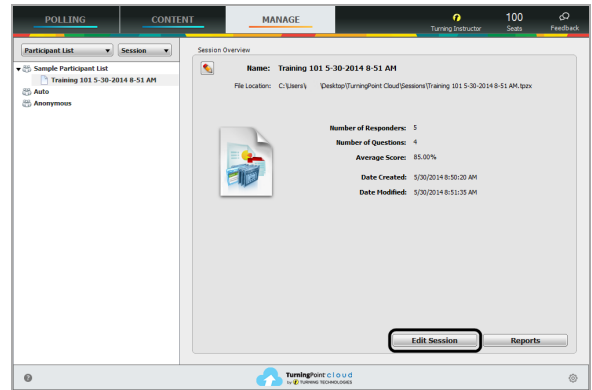 POLLING CONTENT MANAGE 100
Turning Instructor Seats Feedback
Participant List Session
Sample Participant List
Training 101 5-30-2014 8-51 AM
Auto
Anonymous
Session Overview
Name: Training 101 5-30-2014 8-51 AM
File Location: C:\Users\ \Desktop\TurningPoint Cloud\Sessions\Training 101 5-30-2014 8-51 AM.tpzx
Number of Responders: 5
Number of Questions: 4
Average Score: 85.00%
Date Created: 5/30/2014 8:50:20 AM
Date Modified: 5/30/2014 8:51:35 AM
Edit Session Reports
TurningPoint cloud
by TURNING TECHNOLOGIES